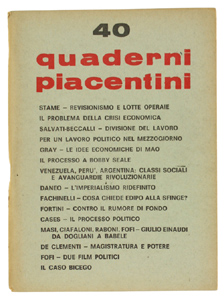 40
quaderni
piacentini
STAME - REVISIONISMO E LOTTE OPERAIE
IL PROBLEMA DELLA CRISI ECONOMICA
SALVATI-BECCALLI - DIVISIONE DEL LAVORO
PER UN LAVORO POLITICO NEL MEZZOGIORNO
GRAY - LE IDEE ECONOMICHE DI MAO
IL PROCESSO A BOBBY SEALE
VENEZUELA, PERU', ARGENTINA: CLASSI SOCIALI
E AVANGUARDIE RIVOLUZIONARIE
DANEO - L'IMPERIALISMO RIDEFINITO
FACHINELLI - COSA CHIEDE EDIPO ALLA SFINGE?
FORTINI - CONTRO IL RUMORE DI FONDO
CASES - IL PROCESSO POLITICO
MASI, CIAFALONI, RABONI, FOFI - GIULIO EINAUDI
DA DOGLIANI A BABELE
DE CLEMENTI - MAGISTRATURA E POTERE
FOFI - DUE FILM POLITICI
IL CASO BICEGO